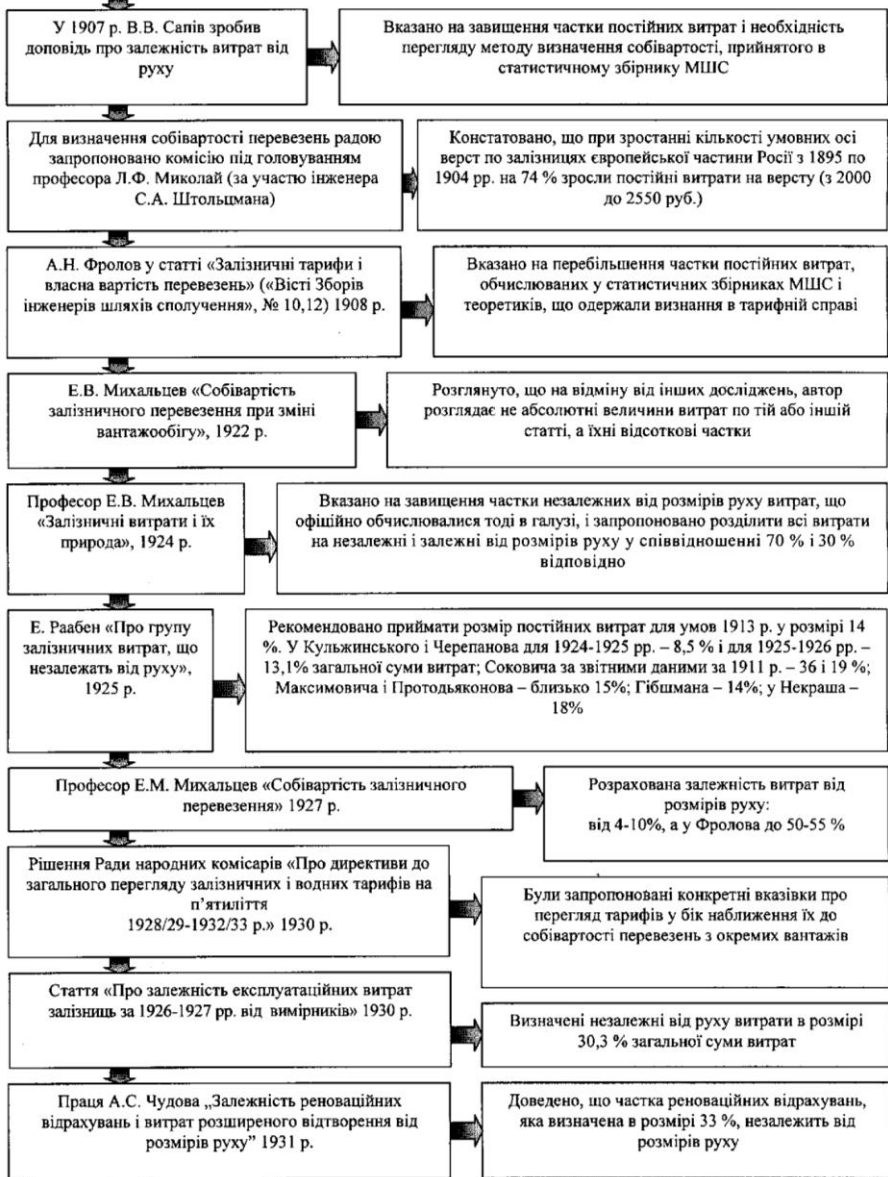 У 1907 р. В.В. Сапів зробив
доповідь про залежність витрат від
руху
Вказано на завищення частки постійних витрат і необхідність
перегляду методу визначення собівартості, прийнятого в
статистичному збірнику МШС
Для визначення собівартості перевезень радою
запропоновано комісію під головуванням
професора Л.Ф. Миколай (за участю інженера
С.А. Штольцмана)
Констатовано, що при зростанні кількості умовних осі
верст по залізницях європейської частини Росії з 1895 по
1904 рр. на 74 % зросли постійні витрати на версту (з 2000
до 2550 руб.)
А.Н. Фролов у статті «Залізничні тарифи і
власна вартість перевезень» («Вісті Зборів
інженерів шляхів сполучення», № 10,12) 1908 р.
Вказано на перебільшення частки постійних витрат,
обчислюваних у статистичних збірниках МШС і
теоретиків, що одержали визнання в тарифній справі
Е.В. Михальцев «Собівартість
залізничного перевезення при зміні
вантажообігу», 1922 р.
Розглянуто, що на відміну від інших досліджень, автор
розглядає не абсолютні величини витрат по тій або іншій
статті, а їхні відсоткові частки
Професор Е.В. Михальцев
«Залізничні витрати і їх
природа», 1924 р.
Вказано на завищення частки незалежних від розмірів руху витрат, що
офіційно обчислювалися тоді в галузі, і запропоновано розділити всі витрати
на незалежні і залежні від розмірів руху у співвідношенні 70 % і 30 %
відповідно
Е. Раабен «Про групу
залізничних витрат, що
незалежать від руху»,
1925 р.
Рекомендовано приймати розмір постійних витрат для умов 1913 р. у розмірі 14
%. У Кульжинського і Черепанова для 1924-1925 рр. – 8,5 % і для 1925-1926 рр. –
13,1% загальної суми витрат; Соковича за звітними даними за 1911 р. – 36 і 19 %;
Максимовича і Протодьяконова – близько 15%; Гібшмана – 14%; у Некраша –
18%
Професор Е.М. Михальцев «Собівартість залізничного
перевезення» 1927 р.
Розрахована залежність витрат від
розмірів руху:
від 4-10%, а у Фролова до 50-55 %
Рішення Ради народних комісарів «Про директиви до
загального перегляду залізничних і водних тарифів на
п’ятиліття
1928/29-1932/33 р.» 1930 р.
Були запропоновані конкретні вказівки про
перегляд тарифів у бік наближення їх до
собівартості перевезень з окремих вантажів
Стаття «Про залежність експлуатаційних витрат
залізниць за 1926-1927 рр. від вимірників» 1930 р.
Визначені незалежні від руху витрати в розмірі
30,3 % загальної суми витрат
Праця А.С. Чудова „Залежність реноваційних
відрахувань і витрат розширеного відтворення від
розмірів руху” 1931 р.
Доведено, що частка реноваційних відрахувань,
яка визначена в розмірі 33 %, незалежить від
розмірів руху